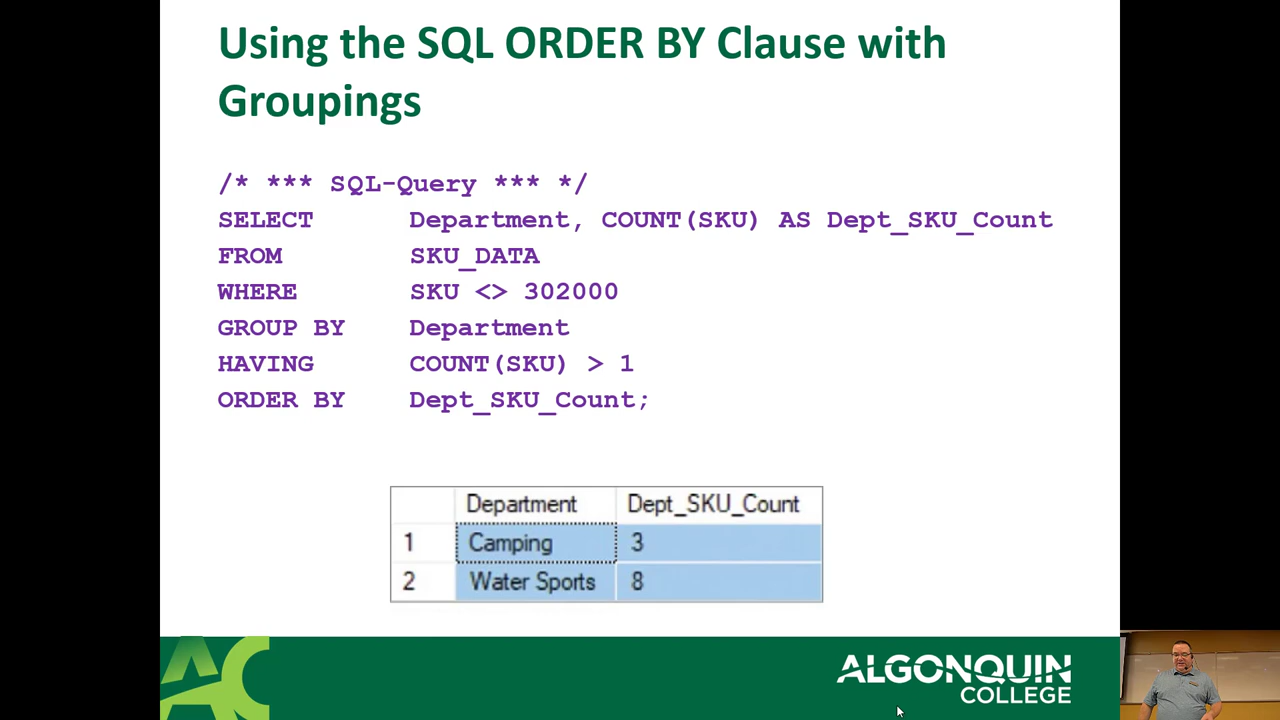 Using the SQL ORDER BY Clause with
Groupings
/* *** SQL-Query *** */
SELECT Department, COUNT(SKU) AS Dept_SKU_Count
FROM SKU_DATA
WHERE SKU <> 302000
GROUP BY Department
HAVING COUNT(SKU) > 1
ORDER BY Dept_SKU_Count;
Department Dept_SKU_Count
1 Camping 3
2 Water Sports 8
AC
ALGONQUIN
COLLEGE